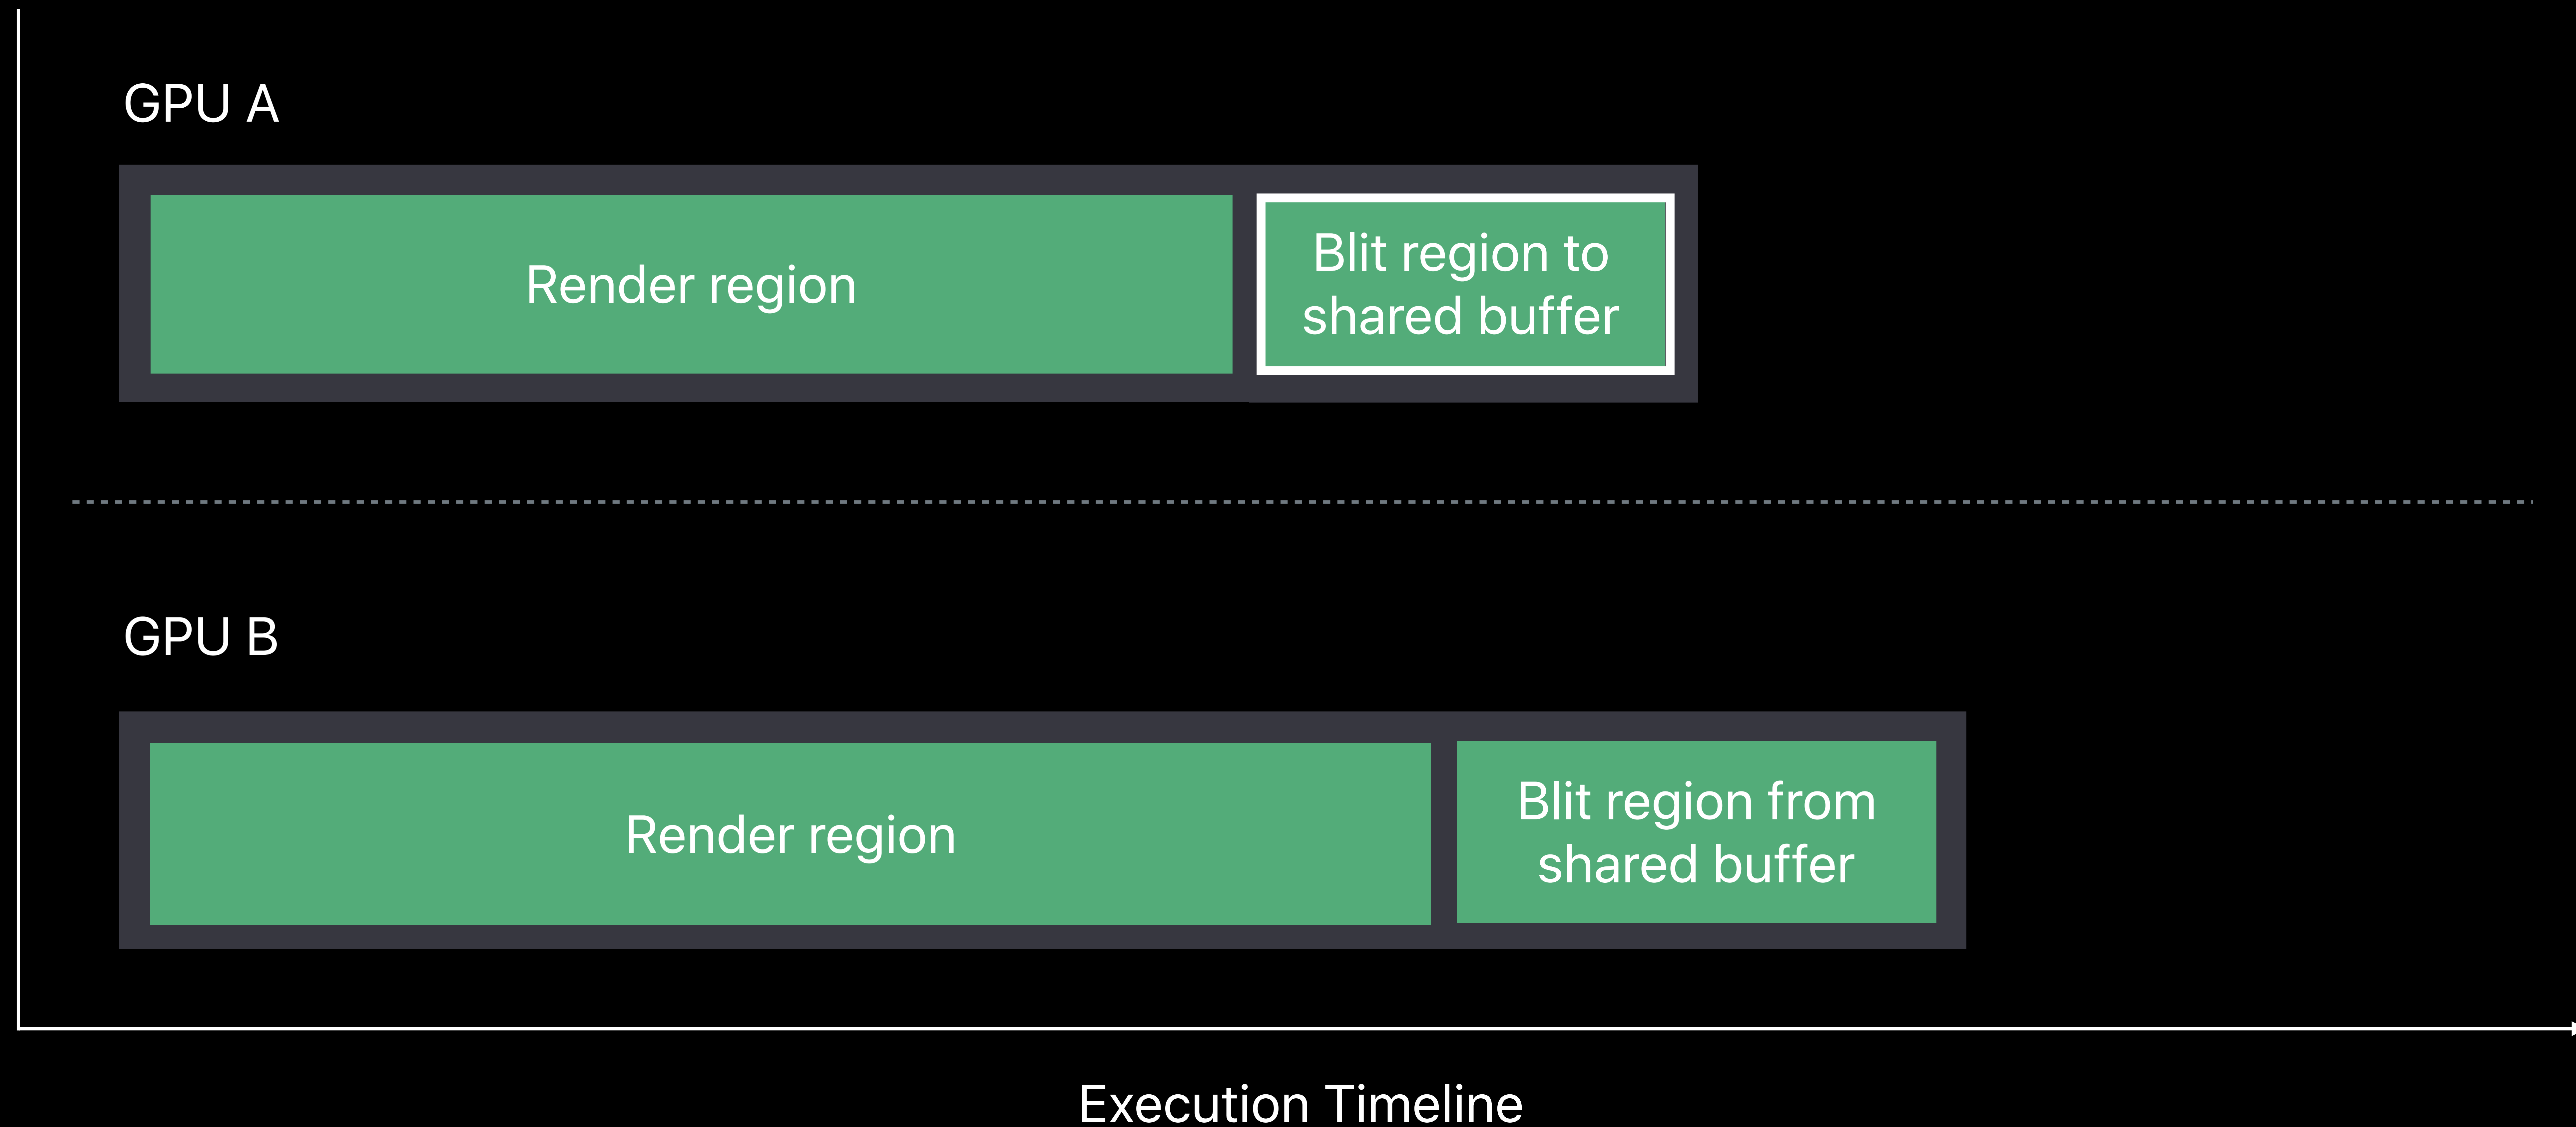 GPU A
Render region
Blit region to
shared buffer
GPU B
Render region
Blit region from
shared buffer
Execution Timeline